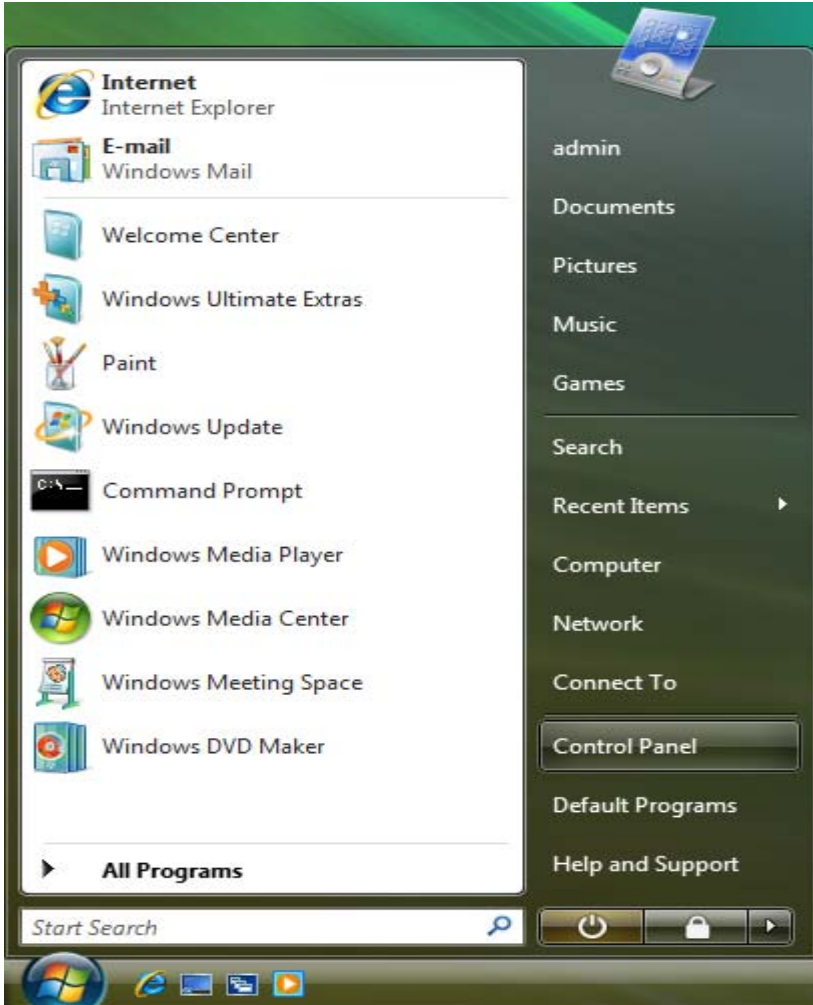 Internet
Internet Explorer
E-mail
Windows Mail
Welcome Center
Windows Ultimate Extras
Paint
Windows Update
C:\
Command Prompt
Windows Media Player
Windows Media Center
Windows Meeting Space
Windows DVD Maker
All Programs
Start Search
admin
Documents
Pictures
Music
Games
Search
Recent Items
Computer
Network
Connect To
Control Panel
Default Programs
Help and Support